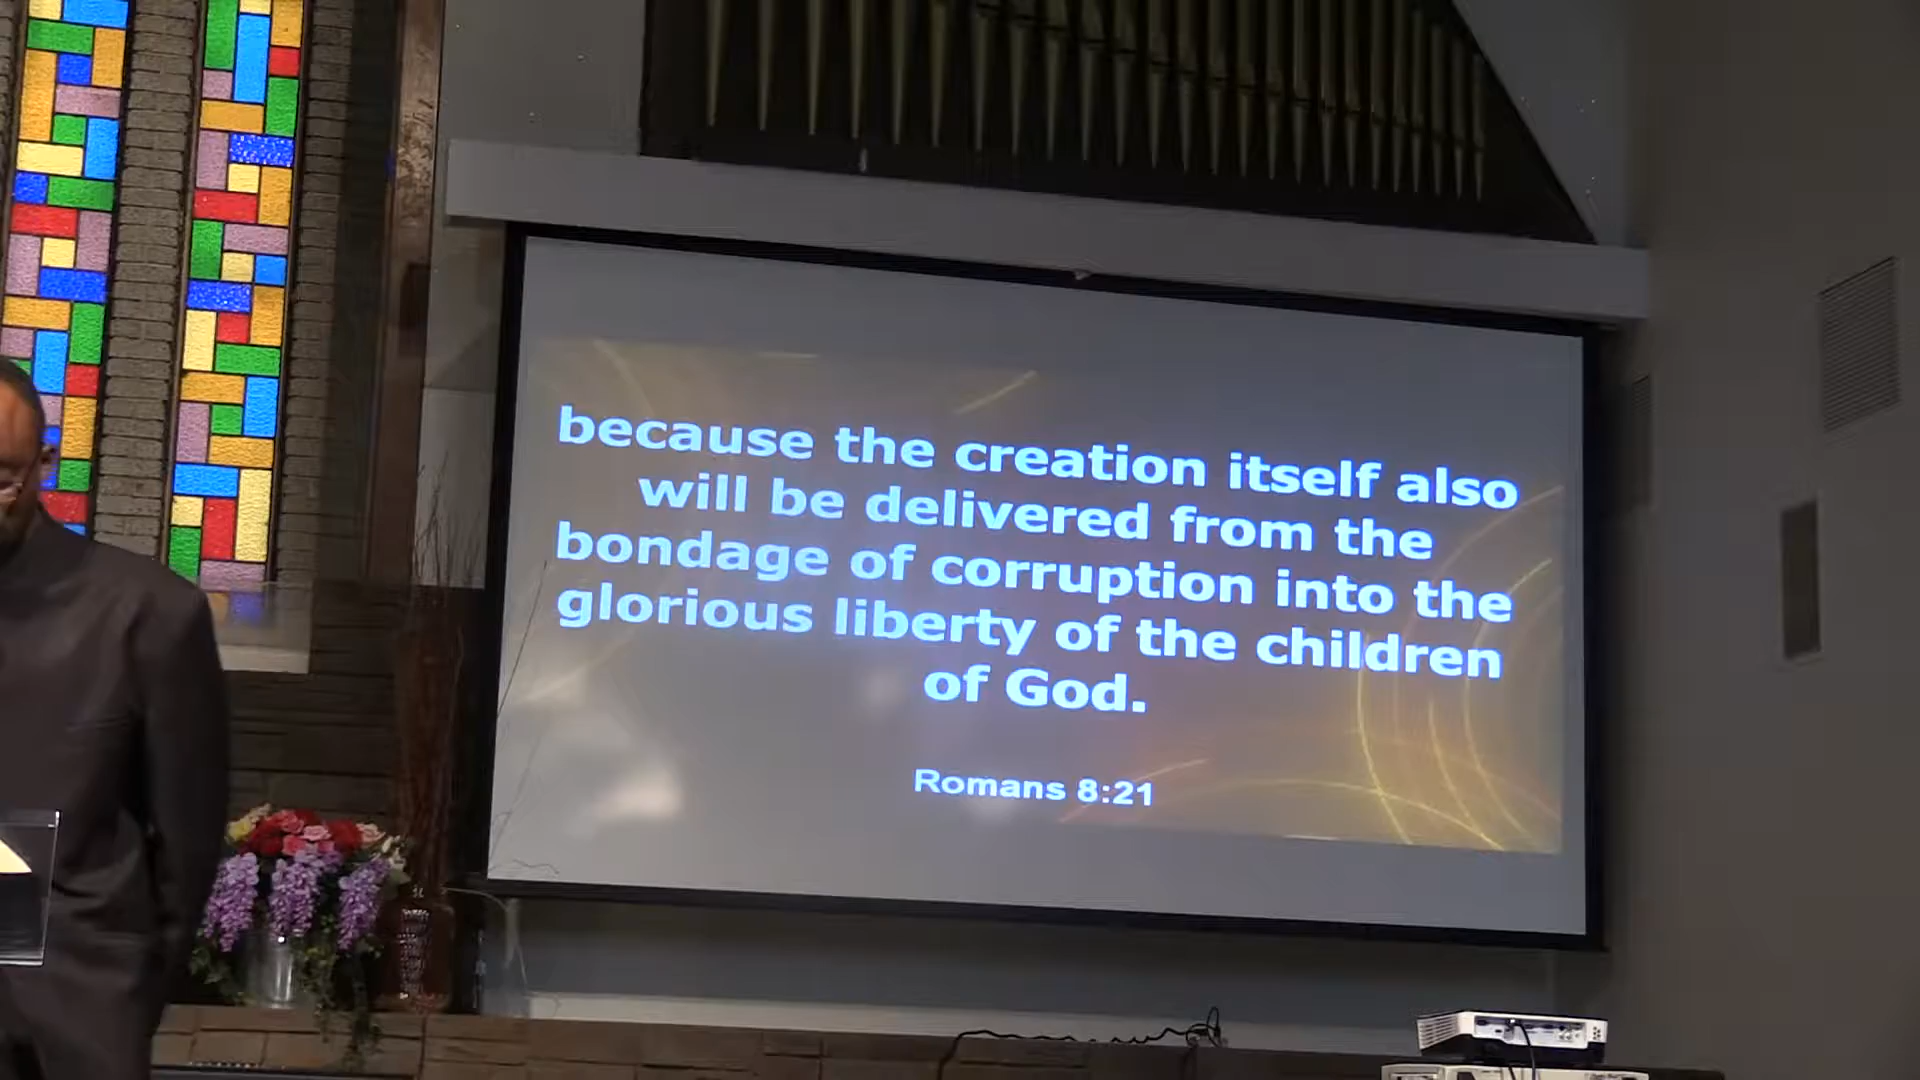 because the creation itself also
will be delivered from the
bondage of corruption into the
glorious liberty of the children
of God.
Romans 8:21